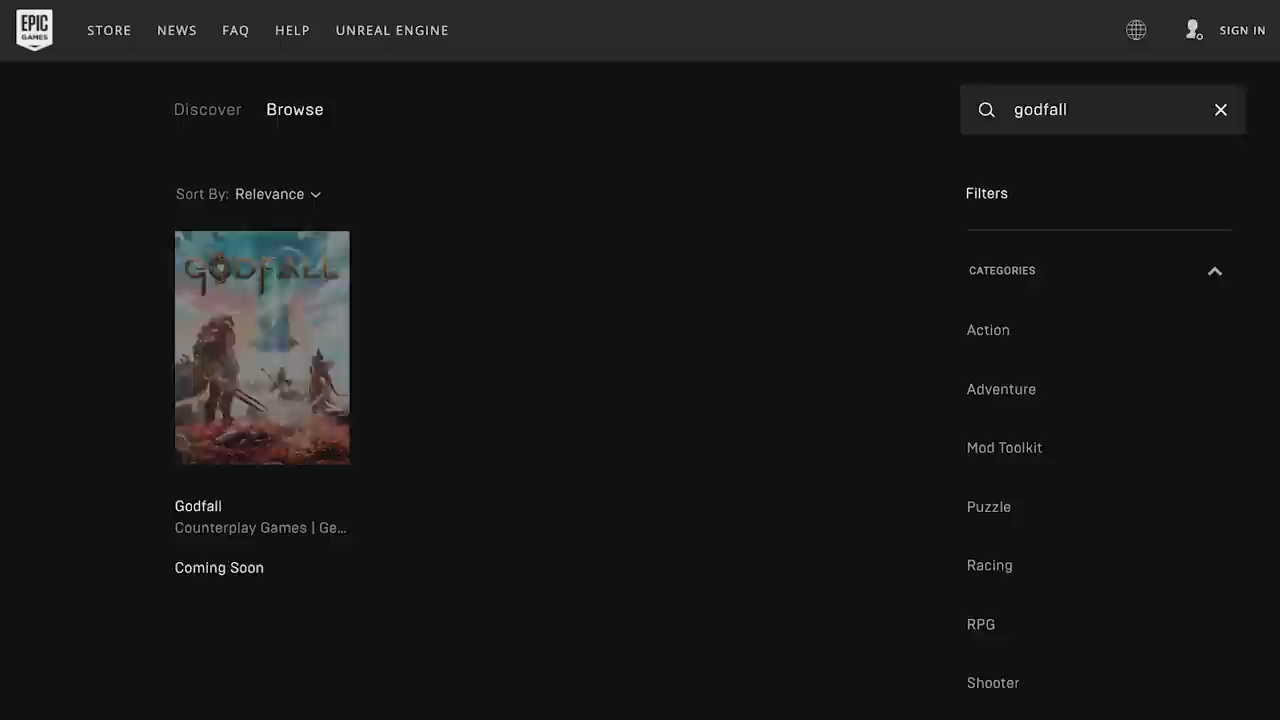 EPIC
GAMES
STORE
NEWS
FAQ
HELP
UNREAL ENGINE
SIGN IN
Discover
Browse
godfall
Sort By: Relevance
GODFALL
Godfall
Counterplay Games | Ge...
Coming Soon
Filters
CATEGORIES
Action
Adventure
Mod Toolkit
Puzzle
Racing
RPG
Shooter